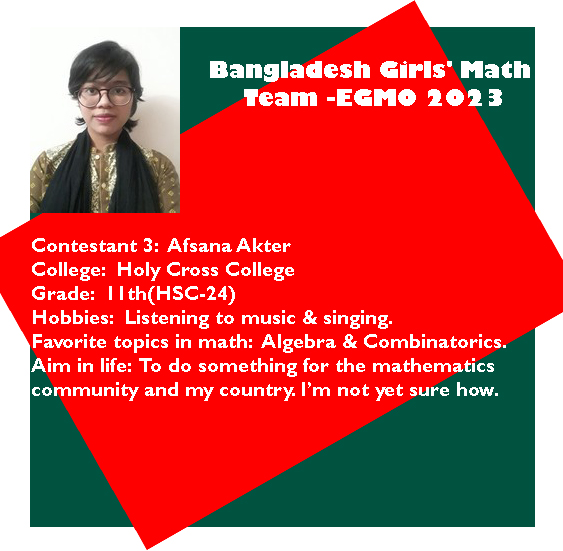 Bangladesh Girls' Math
Team -EGMO 2023
Contestant 3: Afsana Akter
College: Holy Cross College
Grade: 11th(HSC-24)
Hobbies: Listening to music & singing.
Favorite topics in math: Algebra & Combinatorics.
Aim in life: To do something for the mathematics
community and my country. I'm not yet sure how.